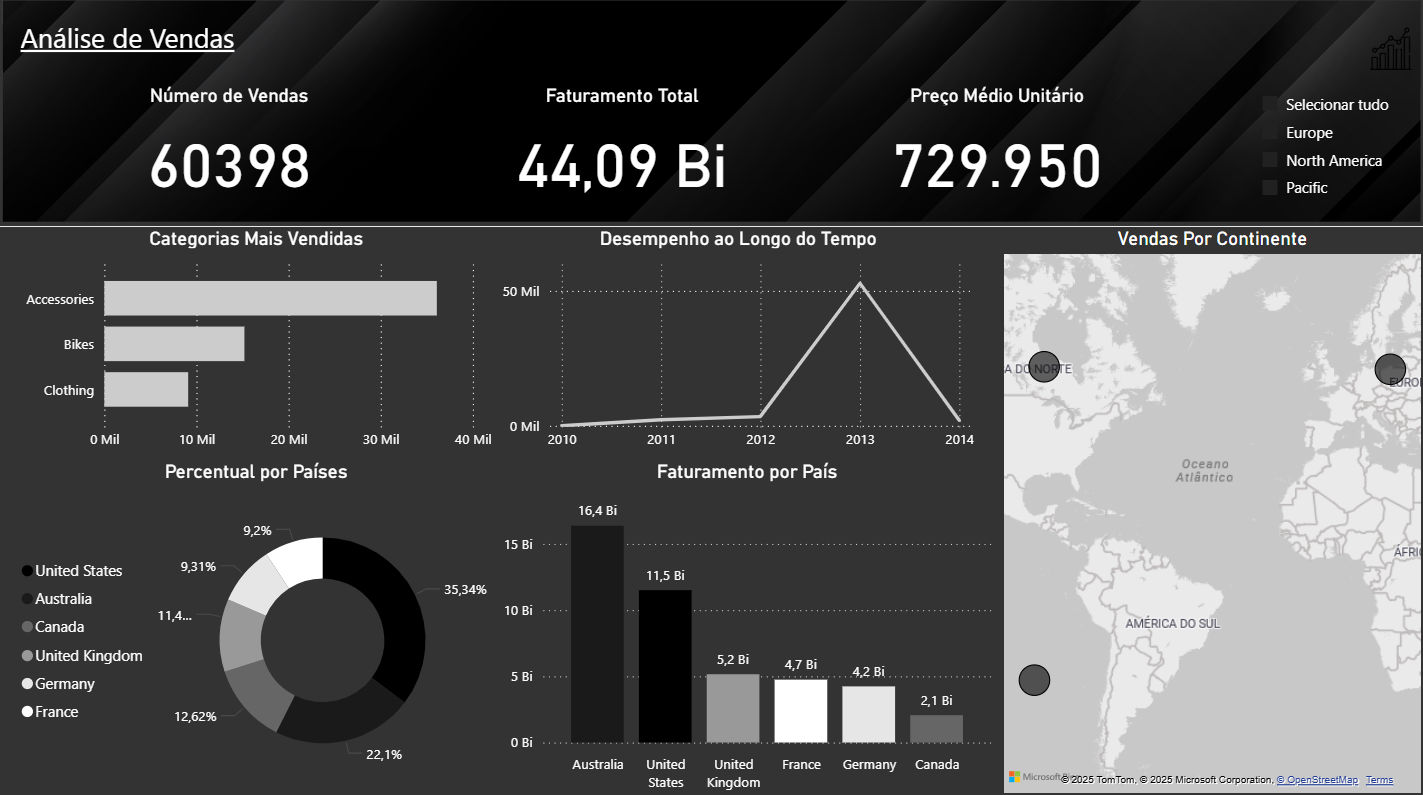 Análise de Vendas
Número de Vendas
Faturamento Total
Preço Médio Unitário
60398
44,09 Bi
729.950
Selecionar tudo
Europe
North America
Pacific
Categorias Mais Vendidas
Accessories
Bikes
Clothing
0 Mil
10 Mil
20 Mil
30 Mil
40 Mil
Desempenho ao Longo do Tempo
50 Mil
0 Mil
2010
2011
2012
2013
2014
Vendas Por Continente
A DO NORTE
EURO
Oceano
Atlântico
ÁFRIC
AMÉRICA DO SUL
Microsoft
© 2025 TomTom, © 2025 Microsoft Corporation, © OpenStreetMap Terms
Percentual por Países
United States
Australia
Canada
United Kingdom
Germany
France
9,2%
9,31%
11,4...
12,62%
22,1%
35,34%
Faturamento por País
15 Bi
10 Bi
5 Bi
0 Bi
16,4 Bi
11,5 Bi
5,2 Bi
4,7 Bi
4,2 Bi
2,1 Bi
Australia
United
States
United
Kingdom
France
Germany
Canada